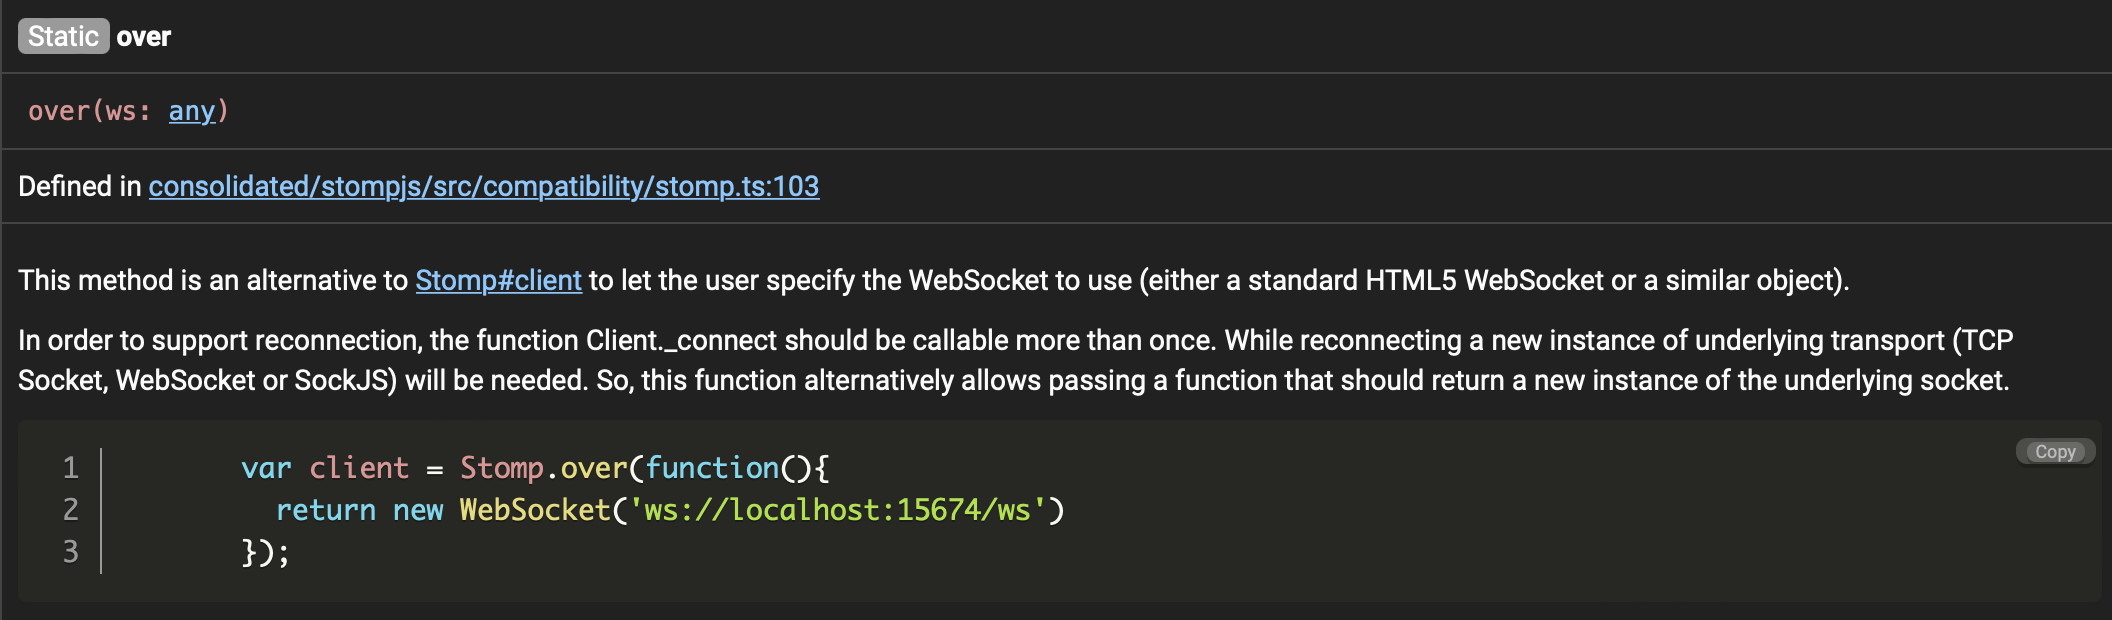 Static over
over(ws: any)
Defined in consolidated/stompjs/src/compatibility/stomp.ts:103
This method is an alternative to Stomp#client to let the user specify the WebSocket to use (either a standard HTML5 WebSocket or a similar object).
In order to support reconnection, the function Client._connect should be callable more than once. While reconnecting a new instance of underlying transport (TCP
Socket, WebSocket or SockJS) will be needed. So, this function alternatively allows passing a function that should return a new instance of the underlying socket.
Copy
1 var client = Stomp.over(function(){
2 return new WebSocket('ws://localhost:15674/ws')
3 });